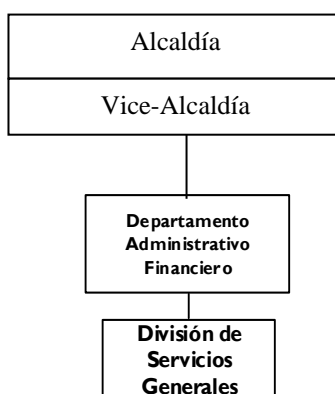 Alcaldía
Vice-Alcaldía
Departamento
Administrativo
Financiero
División de
Servicios
Generales